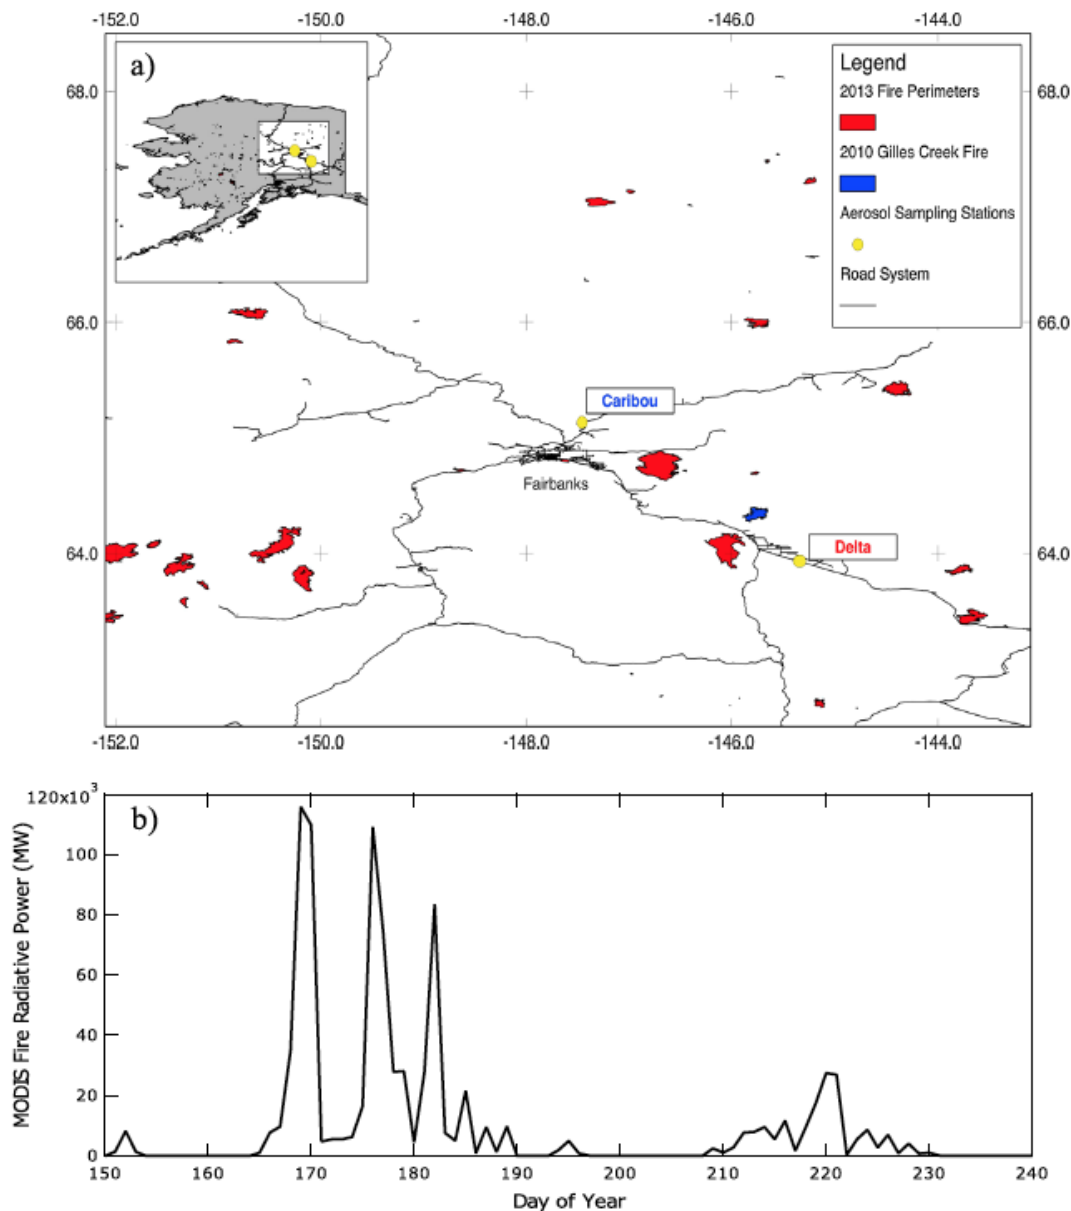 -152.0 -150.0 -148.0 -146.0 -144.0
a)
Legend
2013 Fire Perimeters
2010 Gilles Creek Fire
Aerosol Sampling Stations
Road System
68.0 68.0
66.0 66.0
Caribou
Fairbanks
Delta
64.0 64.0
-152.0 -150.0 -148.0 -146.0 -144.0
120x10³
b)
100
80
60
40
20
0
MODIS Fire Radiative Power (MW)
150 160 170 180 190 200 210 220 230 240
Day of Year